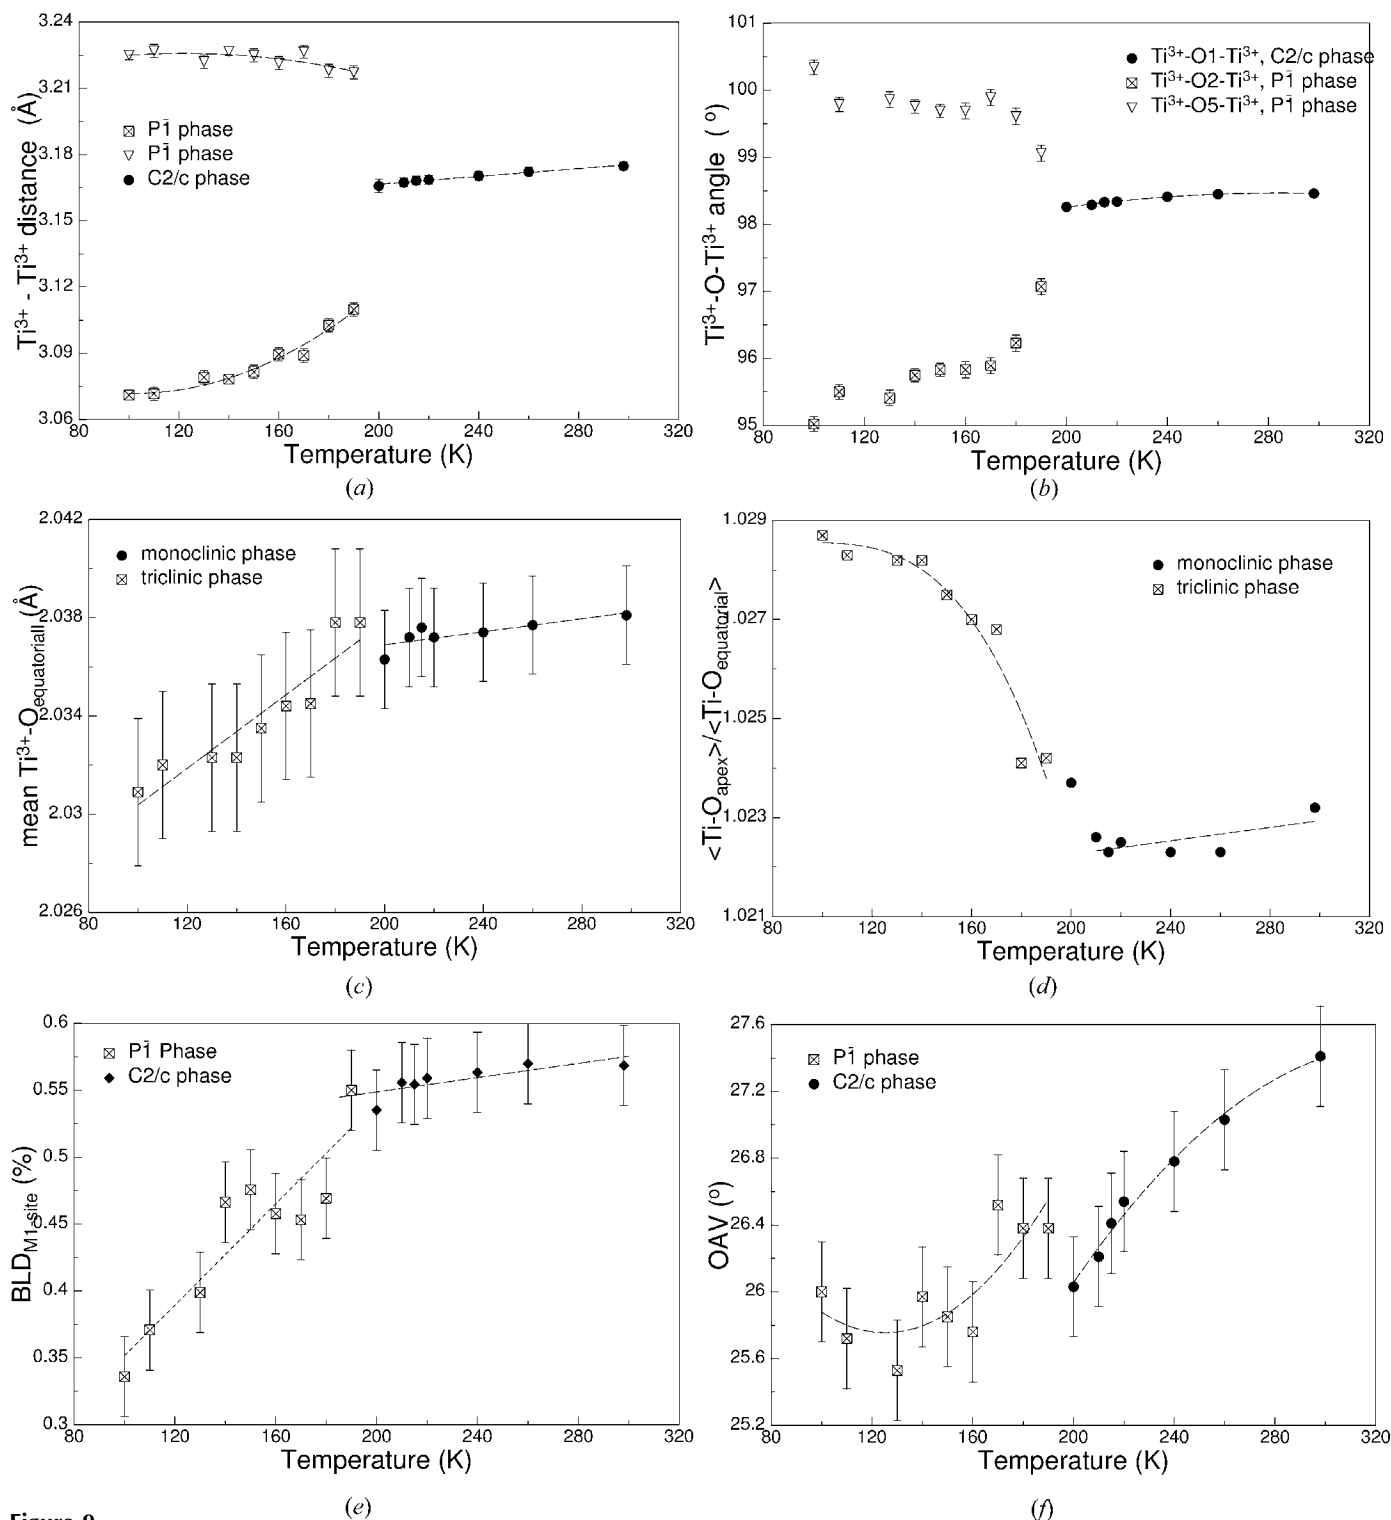 3.24
3.21
3.18
3.15
3.12
3.09
3.06
Ti3+ - Ti3+ distance (Å)
P1̄ phase
P1̄ phase
C2/c phase
80 120 160 200 240 280 320
Temperature (K)
(a)
101
100
99
98
97
96
95
Ti3+-O-Ti3+ angle (º)
Ti3+-O1-Ti3+, C2/c phase
Ti3+-O2-Ti3+, P1̄ phase
Ti3+-O5-Ti3+, P1̄ phase
80 120 160 200 240 280 320
Temperature (K)
(b)
2.042
2.038
2.034
2.03
2.026
mean Ti3+-Oequatoriall (Å)
monoclinic phase
triclinic phase
80 120 160 200 240 280 320
Temperature (K)
(c)
1.029
1.027
1.025
1.023
1.021
<Ti-Oapex>/<Ti-Oequatorial>
monoclinic phase
triclinic phase
80 120 160 200 240 280 320
Temperature (K)
(d)
0.6
0.55
0.5
0.45
0.4
0.35
0.3
BLDM1-site (%)
P1̄ Phase
C2/c phase
80 120 160 200 240 280 320
Temperature (K)
(e)
27.6
27.2
26.8
26.4
26
25.6
25.2
OAV (º)
P1̄ phase
C2/c phase
80 120 160 200 240 280 320
Temperature (K)
(f)
Figure 9